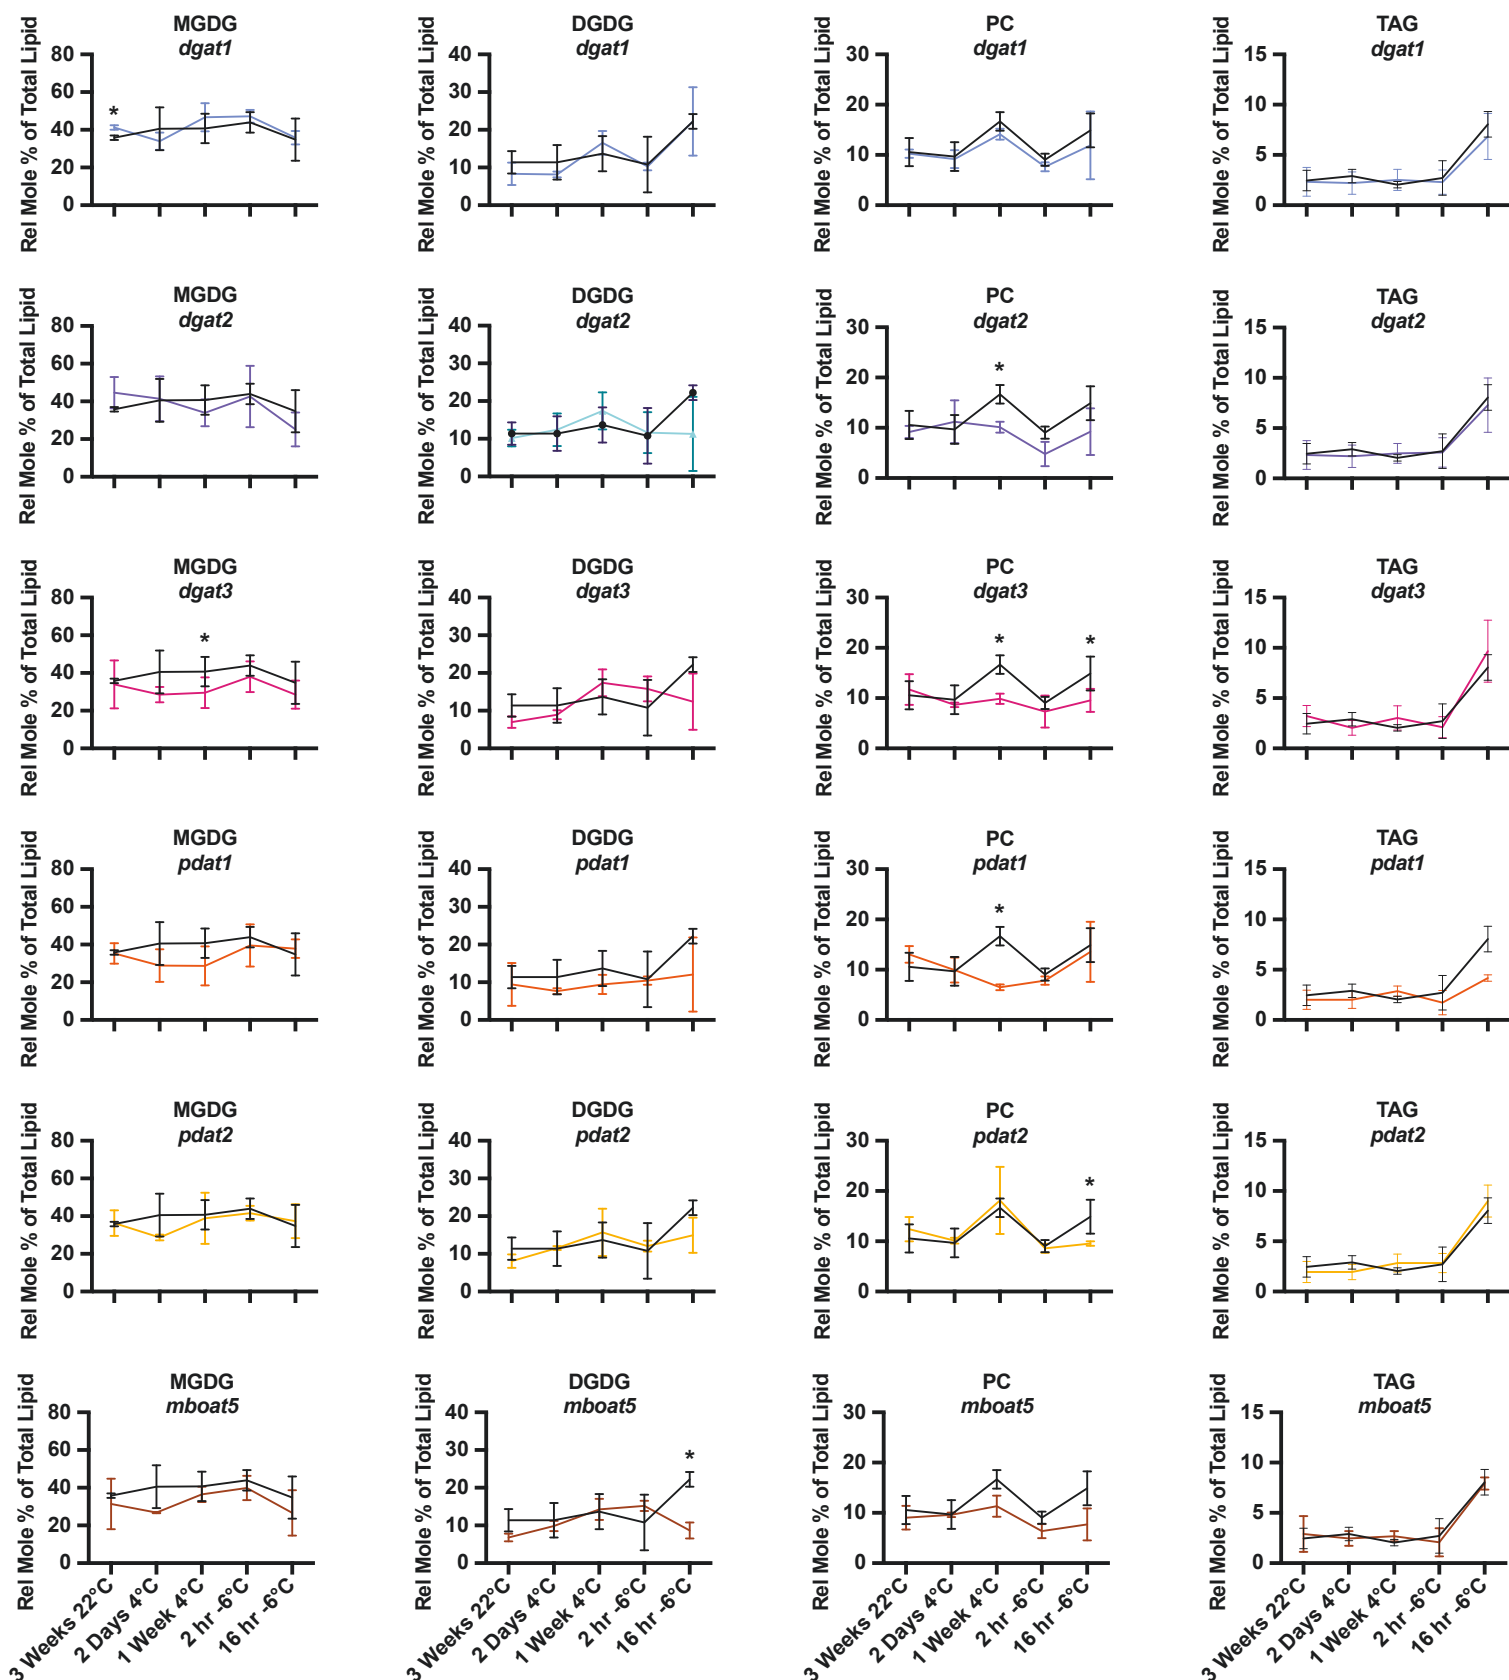 MGDG
dgat1
Rel Mole % of Total Lipid
80
60
40
20
0
*
DGDG
dgat1
Rel Mole % of Total Lipid
40
30
20
10
0
PC
dgat1
Rel Mole % of Total Lipid
30
20
10
0
TAG
dgat1
Rel Mole % of Total Lipid
15
10
5
0
MGDG
dgat2
Rel Mole % of Total Lipid
80
60
40
20
0
DGDG
dgat2
Rel Mole % of Total Lipid
40
30
20
10
0
PC
dgat2
Rel Mole % of Total Lipid
30
20
10
0
*
TAG
dgat2
Rel Mole % of Total Lipid
15
10
5
0
MGDG
dgat3
Rel Mole % of Total Lipid
80
60
40
20
0
*
DGDG
dgat3
Rel Mole % of Total Lipid
40
30
20
10
0
PC
dgat3
Rel Mole % of Total Lipid
30
20
10
0
*
*
TAG
dgat3
Rel Mole % of Total Lipid
15
10
5
0
MGDG
pdat1
Rel Mole % of Total Lipid
80
60
40
20
0
DGDG
pdat1
Rel Mole % of Total Lipid
40
30
20
10
0
PC
pdat1
Rel Mole % of Total Lipid
30
20
10
0
*
TAG
pdat1
Rel Mole % of Total Lipid
15
10
5
0
MGDG
pdat2
Rel Mole % of Total Lipid
80
60
40
20
0
DGDG
pdat2
Rel Mole % of Total Lipid
40
30
20
10
0
PC
pdat2
Rel Mole % of Total Lipid
30
20
10
0
*
TAG
pdat2
Rel Mole % of Total Lipid
15
10
5
0
MGDG
mboat5
Rel Mole % of Total Lipid
80
60
40
20
0
3 Weeks 22°C
2 Days 4°C
1 Week 4°C
2 hr -6°C
16 hr -6°C
DGDG
mboat5
Rel Mole % of Total Lipid
40
30
20
10
0
*
3 Weeks 22°C
2 Days 4°C
1 Week 4°C
2 hr -6°C
16 hr -6°C
PC
mboat5
Rel Mole % of Total Lipid
30
20
10
0
3 Weeks 22°C
2 Days 4°C
1 Week 4°C
2 hr -6°C
16 hr -6°C
TAG
mboat5
Rel Mole % of Total Lipid
15
10
5
0
3 Weeks 22°C
2 Days 4°C
1 Week 4°C
2 hr -6°C
16 hr -6°C